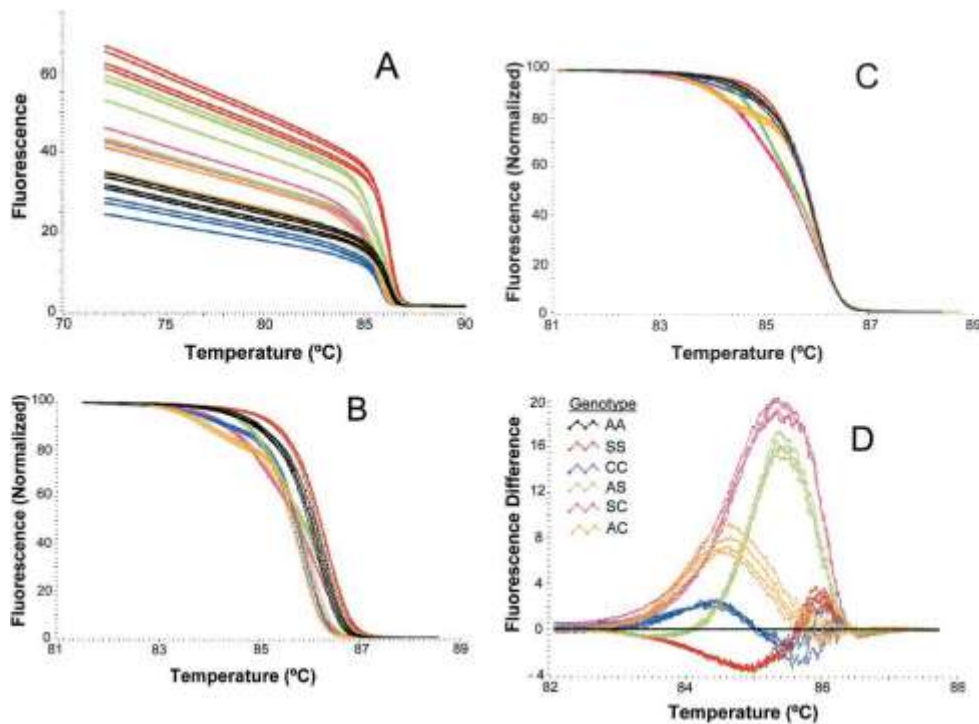 A
Fluorescence
60
40
20
0
70
75
80
85
90
Temperature (ºC)
C
Fluorescence (Normalized)
100
80
60
40
20
0
81
83
85
87
89
Temperature (ºC)
B
Fluorescence (Normalized)
100
80
60
40
20
0
81
83
85
87
89
Temperature (ºC)
D
Fluorescence Difference
20
16
12
8
4
0
-4
Genotype
AA
SS
CC
AS
SC
AC
82
84
86
88
Temperature (ºC)